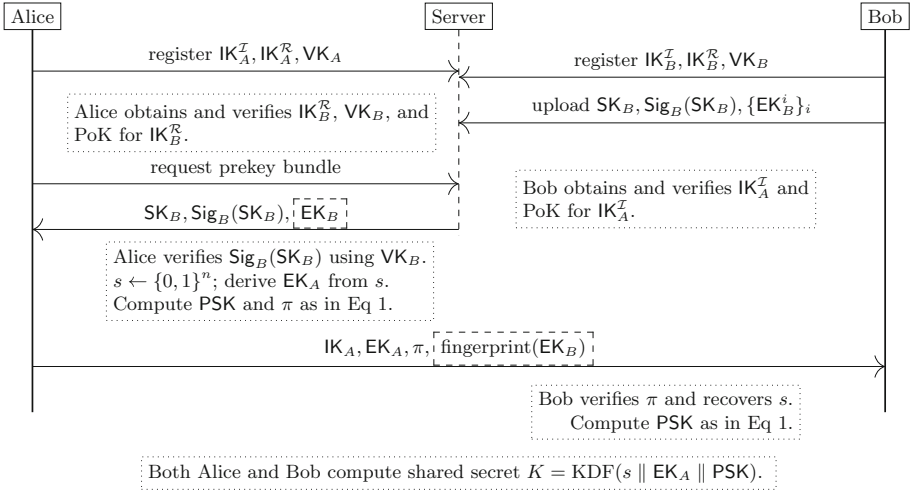 Alice Server Bob
register IK_A^ℐ, IK_A^ℛ, VK_A
register IK_B^ℐ, IK_B^ℛ, VK_B
upload SK_B, Sig_B(SK_B), {EK_B^i}_i
Alice obtains and verifies IK_B^ℛ, VK_B, and
PoK for IK_B^ℛ.
request prekey bundle
Bob obtains and verifies IK_A^ℐ and
PoK for IK_A^ℐ.
SK_B, Sig_B(SK_B), EK_B
Alice verifies Sig_B(SK_B) using VK_B.
s ← {0, 1}^n; derive EK_A from s.
Compute PSK and π as in Eq 1.
IK_A, EK_A, π, fingerprint(EK_B)
Bob verifies π and recovers s.
Compute PSK as in Eq 1.
Both Alice and Bob compute shared secret K = KDF(s ∥ EK_A ∥ PSK).